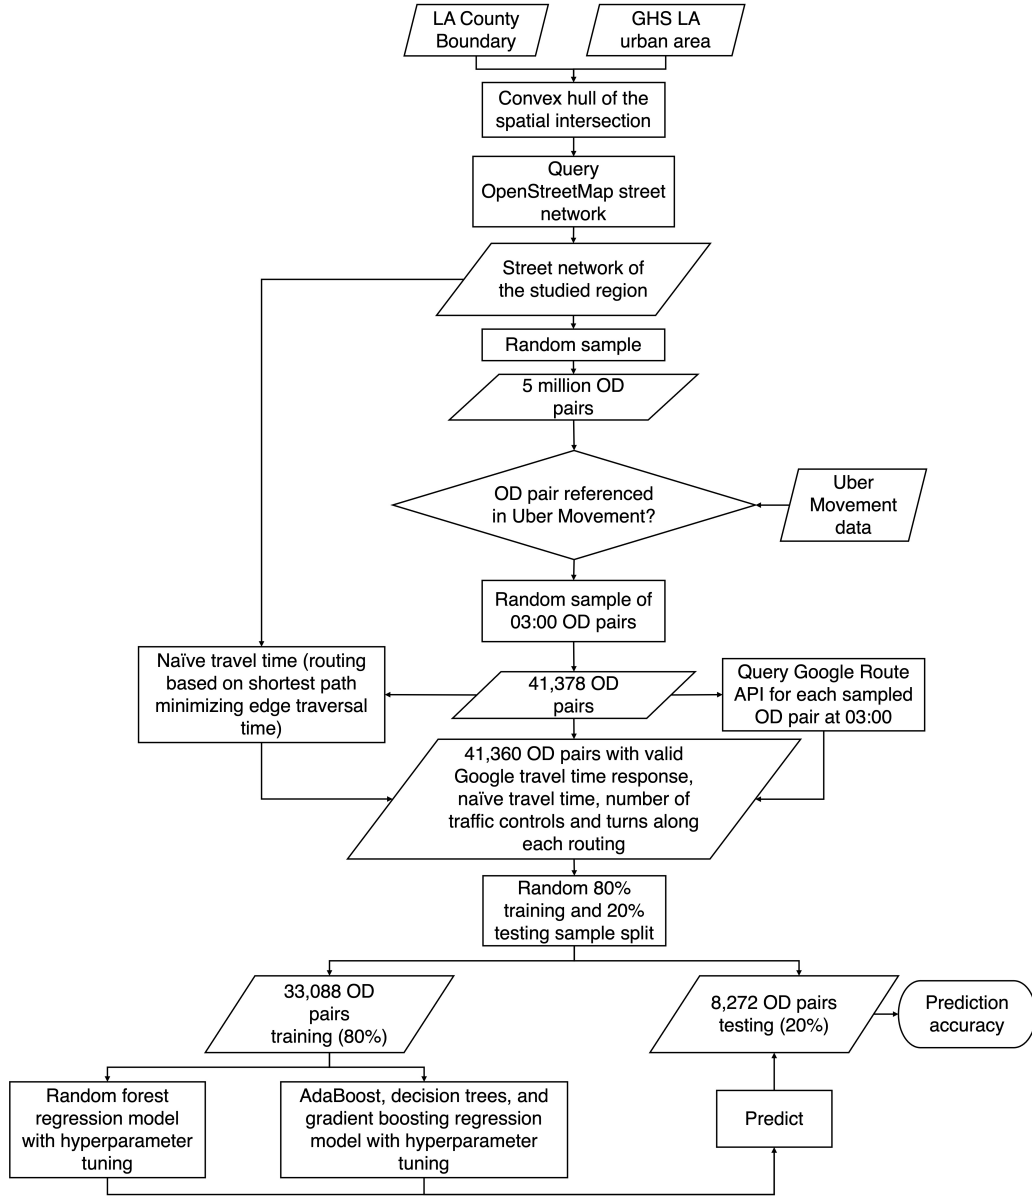 LA County
Boundary
GHS LA
urban area
Convex hull of the
spatial intersection
Query
OpenStreetMap street
network
Street network of
the studied region
Random sample
5 million OD
pairs
OD pair referenced
in Uber Movement?
Uber
Movement
data
Random sample of
03:00 OD pairs
Naïve travel time (routing
based on shortest path
minimizing edge traversal
time)
41,378 OD
pairs
Query Google Route
API for each sampled
OD pair at 03:00
41,360 OD pairs with valid
Google travel time response,
naïve travel time, number of
traffic controls and turns along
each routing
Random 80%
training and 20%
testing sample split
33,088 OD
pairs
training (80%)
8,272 OD pairs
testing (20%)
Prediction
accuracy
Random forest
regression model
with hyperparameter
tuning
AdaBoost, decision trees, and
gradient boosting regression
model with hyperparameter
tuning
Predict